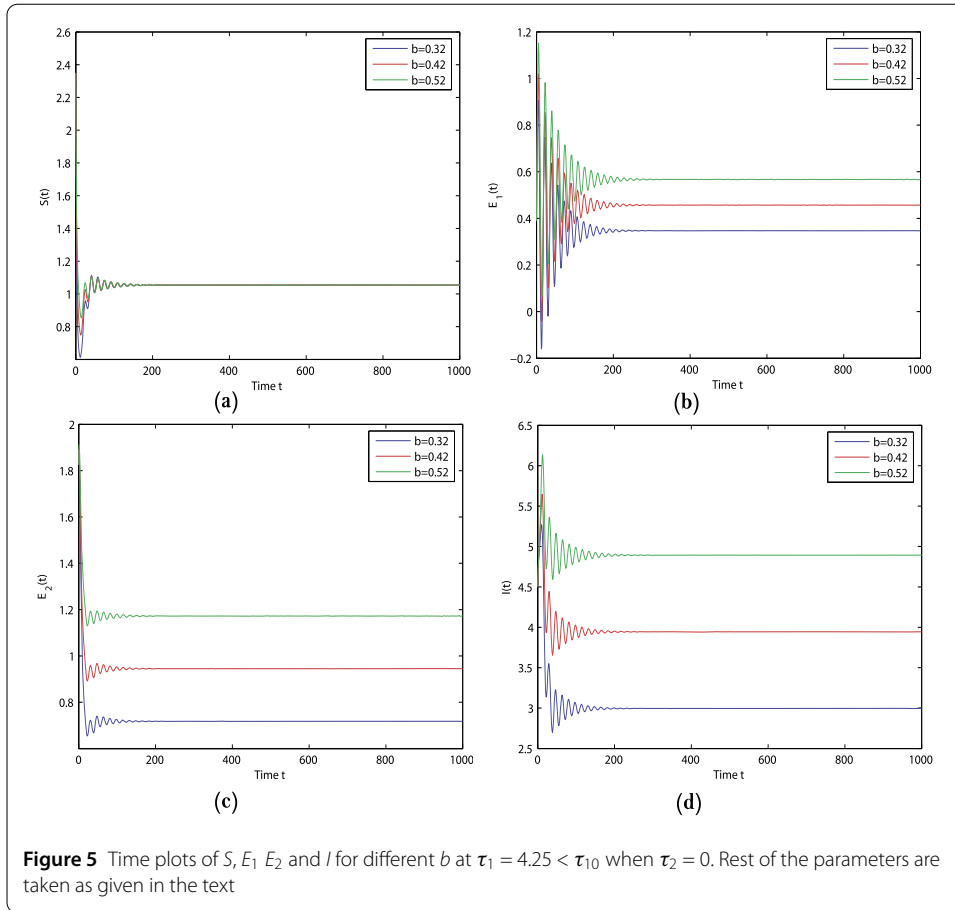 2.6
2.4
2.2
2
1.8
1.6
1.4
1.2
1
0.8
S(t)
0
200
400
600
800
1000
Time t
b=0.32
b=0.42
b=0.52
(a)
1.2
1
0.8
0.6
0.4
0.2
0
−0.2
E1(t)
0
200
400
600
800
1000
Time t
b=0.32
b=0.42
b=0.52
(b)
2
1.8
1.6
1.4
1.2
1
0.8
E2(t)
0
200
400
600
800
1000
Time t
b=0.32
b=0.42
b=0.52
(c)
6.5
6
5.5
5
4.5
4
3.5
3
2.5
I(t)
0
200
400
600
800
1000
Time t
b=0.32
b=0.42
b=0.52
(d)
Figure 5 Time plots of S, E1 E2 and I for different b at τ1 = 4.25 < τ10 when τ2 = 0. Rest of the parameters are
taken as given in the text